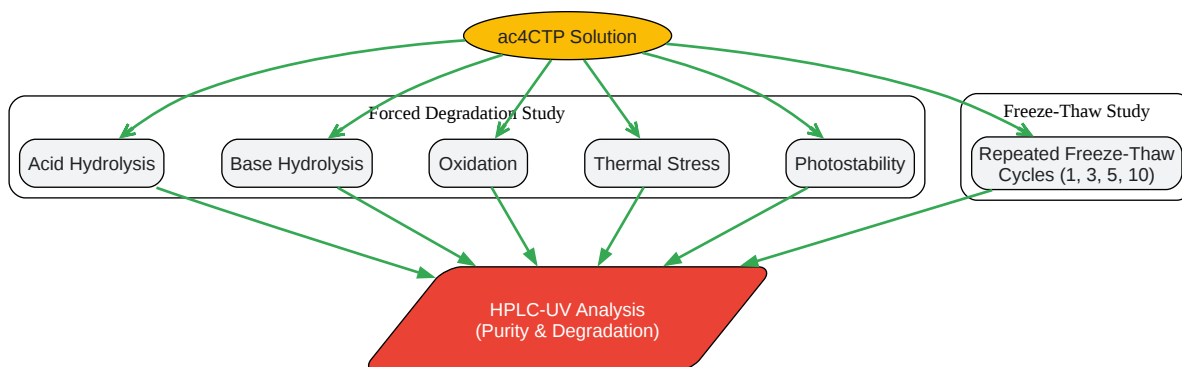 ac4CTP Solution
Forced Degradation Study
Freeze-Thaw Study
Acid Hydrolysis
Base Hydrolysis
Oxidation
Thermal Stress
Photostability
Repeated Freeze-Thaw
Cycles (1, 3, 5, 10)
HPLC-UV Analysis
(Purity & Degradation)